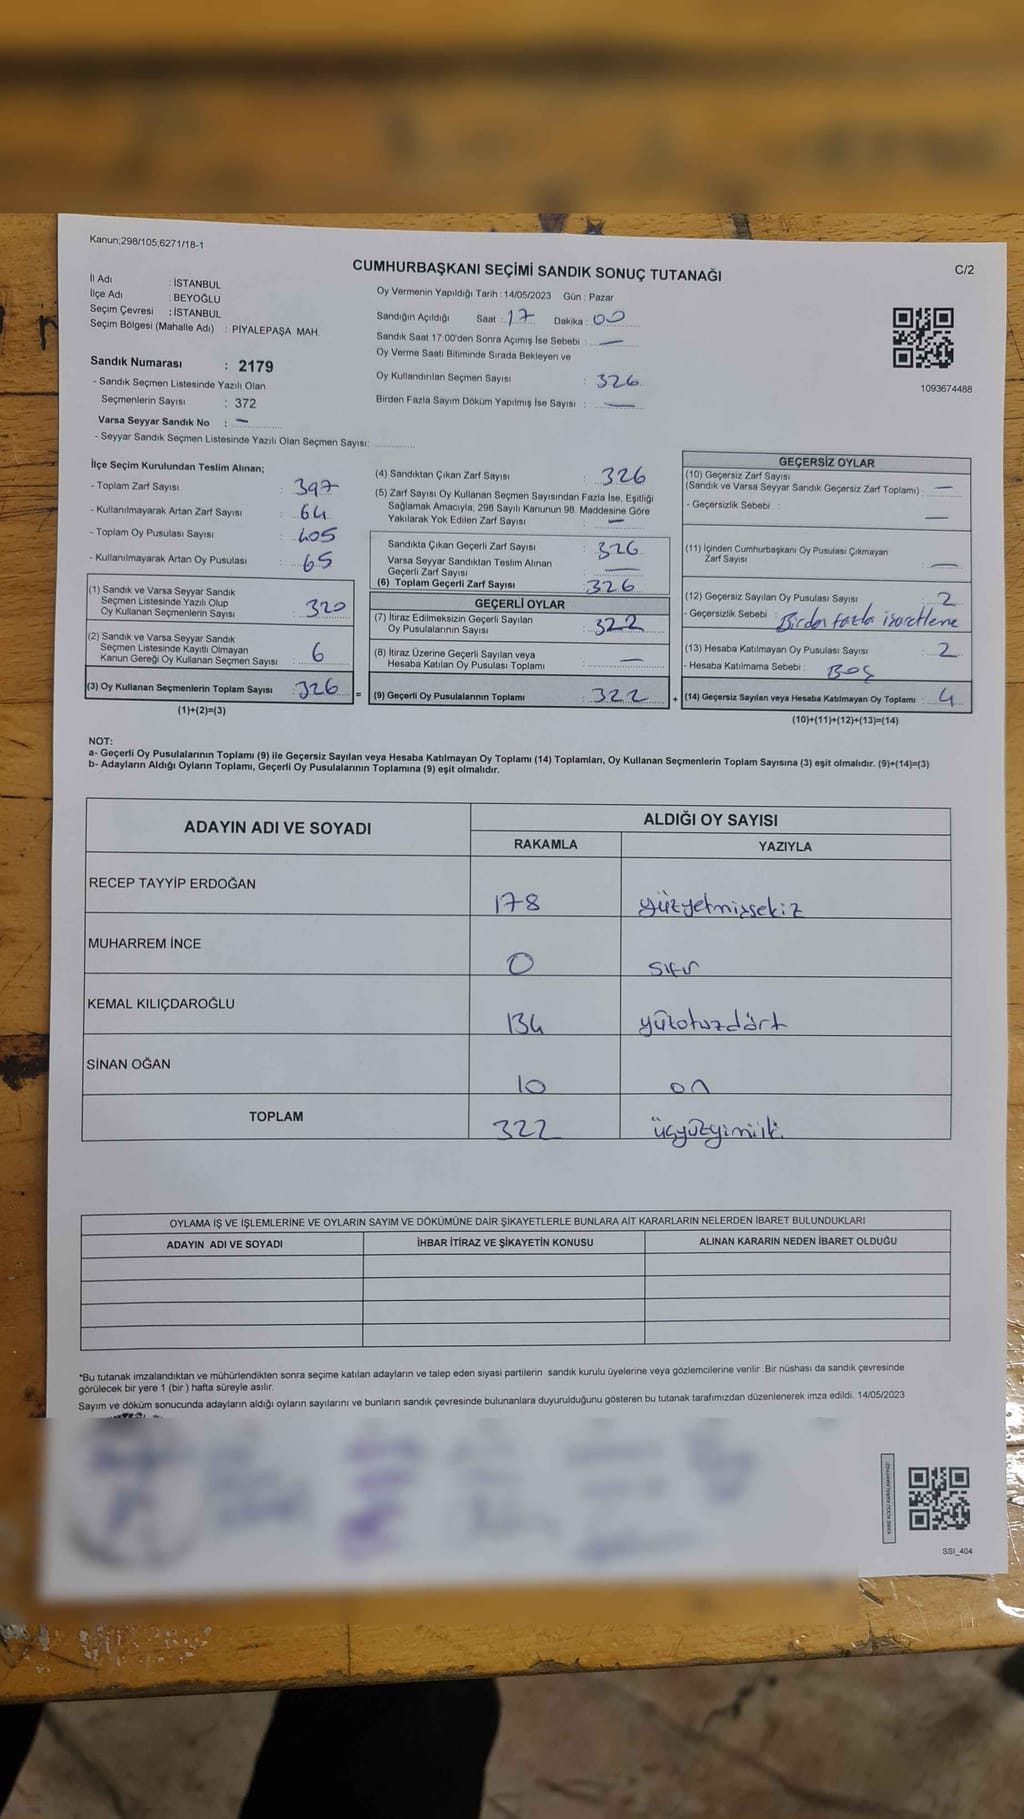 Kanun;298/105;6271/18-1
CUMHURBAŞKANI SEÇİMİ SANDIK SONUÇ TUTANAĞI
C/2
İl Adı : İSTANBUL
İlçe Adı : BEYOĞLU
Seçim Çevresi : İSTANBUL
Seçim Bölgesi (Mahalle Adı) : PİYALEPAŞA MAH.
Sandık Numarası : 2179
- Sandık Seçmen Listesinde Yazılı Olan
Seçmenlerin Sayısı : 372
Varsa Seyyar Sandık No : —
- Seyyar Sandık Seçmen Listesinde Yazılı Olan Seçmen Sayısı:
Oy Vermenin Yapıldığı Tarih : 14/05/2023 Gün : Pazar
Sandığın Açıldığı Saat : 17 Dakika : 00
Sandık Saat 17:00'den Sonra Açımış İse Sebebi : —
Oy Verme Saati Bitiminde Sırada Bekleyen ve
Oy Kullandırılan Seçmen Sayısı : 326
Birden Fazla Sayım Döküm Yapılmış İse Sayısı : —
1093674488
İlçe Seçim Kurulundan Teslim Alınan;
- Toplam Zarf Sayısı : 397
- Kullanılmayarak Artan Zarf Sayısı : 64
- Toplam Oy Pusulası Sayısı : 405
- Kullanılmayarak Artan Oy Pusulası : 65
(1) Sandık ve Varsa Seyyar Sandık
Seçmen Listesinde Yazılı Olup
Oy Kullanan Seçmenlerin Sayısı : 320
(2) Sandık ve Varsa Seyyar Sandık
Seçmen Listesinde Kayıtlı Olmayan
Kanun Gereği Oy Kullanan Seçmen Sayısı : 6
(3) Oy Kullanan Seçmenlerin Toplam Sayısı : 326
(1)+(2)=(3)
=
(4) Sandıktan Çıkan Zarf Sayısı : 326
(5) Zarf Sayısı Oy Kullanan Seçmen Sayısından Fazla İse, Eşitliği
Sağlamak Amacıyla; 298 Sayılı Kanunun 98. Maddesine Göre
Yakılarak Yok Edilen Zarf Sayısı : —
Sandıkta Çıkan Geçerli Zarf Sayısı : 326
Varsa Seyyar Sandıktan Teslim Alınan
Geçerli Zarf Sayısı : —
(6) Toplam Geçerli Zarf Sayısı : 326
GEÇERLİ OYLAR
(7) İtiraz Edilmeksizin Geçerli Sayılan
Oy Pusulalarının Sayısı : 322
(8) İtiraz Üzerine Geçerli Sayılan veya
Hesaba Katılan Oy Pusulası Toplamı : —
(9) Geçerli Oy Pusulalarının Toplamı : 322
+
GEÇERSİZ OYLAR
(10) Geçersiz Zarf Sayısı
(Sandık ve Varsa Seyyar Sandık Geçersiz Zarf Toplamı) : —
- Geçersizlik Sebebi : —
(11) İçinden Cumhurbaşkanı Oy Pusulası Çıkmayan
Zarf Sayısı : —
(12) Geçersiz Sayılan Oy Pusulası Sayısı : 2
- Geçersizlik Sebebi : Birden fazla isaretleme
(13) Hesaba Katılmayan Oy Pusulası Sayısı : 2
- Hesaba Katılmama Sebebi : Boş
(14) Geçersiz Sayılan veya Hesaba Katılmayan Oy Toplamı : 4
(10)+(11)+(12)+(13)=(14)
NOT:
a- Geçerli Oy Pusulalarının Toplamı (9) ile Geçersiz Sayılan veya Hesaba Katılmayan Oy Toplamı (14) Toplamları, Oy Kullanan Seçmenlerin Toplam Sayısına (3) eşit olmalıdır. (9)+(14)=(3)
b- Adayların Aldığı Oyların Toplamı, Geçerli Oy Pusulalarının Toplamına (9) eşit olmalıdır.
ADAYIN ADI VE SOYADI
ALDIĞI OY SAYISI
RAKAMLA YAZIYLA
RECEP TAYYİP ERDOĞAN 178 yüzyetmişsekiz
MUHARREM İNCE 0 sıfır
KEMAL KILIÇDAROĞLU 134 yüzotuzdört
SİNAN OĞAN 10 on
TOPLAM 322 üçyüzyirmiiki
OYLAMA İŞ VE İŞLEMLERİNE VE OYLARIN SAYIM VE DÖKÜMÜNE DAİR ŞİKAYETLERLE BUNLARA AİT KARARLARIN NELERDEN İBARET BULUNDUKLARI
ADAYIN ADI VE SOYADI İHBAR İTİRAZ VE ŞİKAYETİN KONUSU ALINAN KARARIN NEDEN İBARET OLDUĞU
*Bu tutanak imzalandıktan ve mühürlendikten sonra seçime katılan adayların ve talep eden siyasi partilerin sandık kurulu üyelerine veya gözlemcilerine verilir .Bir nüshası da sandık çevresinde
görülecek bir yere 1 (bir ) hafta süreyle asılır.
Sayım ve döküm sonucunda adayların aldığı oyların sayılarını ve bunların sandık çevresinde bulunanlara duyurulduğunu gösteren bu tutanak tarafımızdan düzenlenerek imza edildi. 14/05/2023
KARE KODU KARALAMAYINIZ!
SSI_404